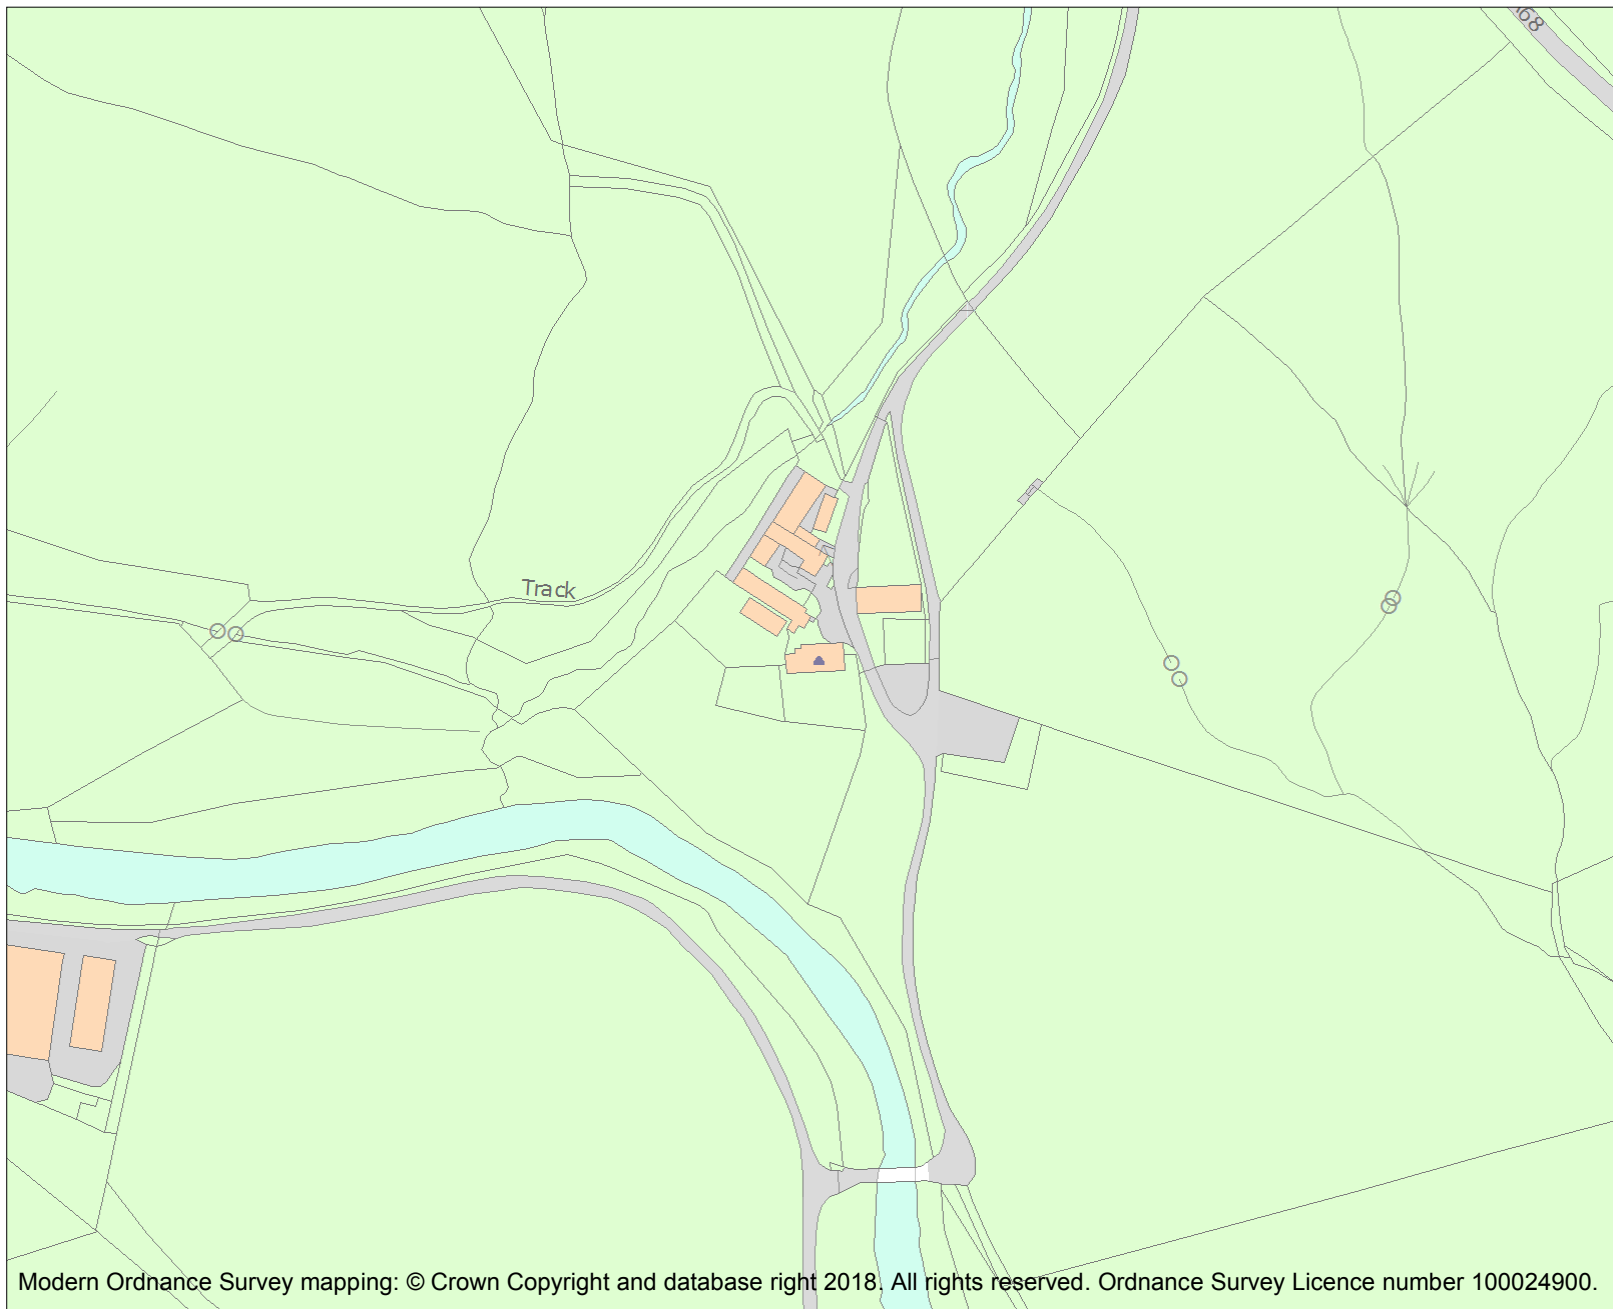 A68
Track
Modern Ordnance Survey mapping: © Crown Copyright and database right 2018. All rights reserved. Ordnance Survey Licence number 100024900.